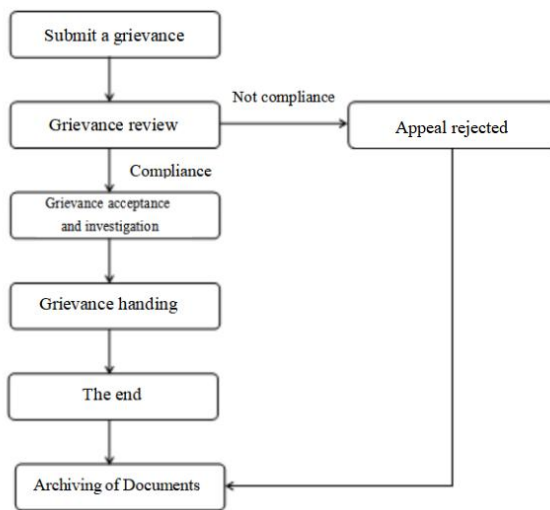 Submit a grievance
Not compliance
Grievance review
Appeal rejected
Compliance
Grievance acceptance
and investigation
Grievance handing
The end
Archiving of Documents